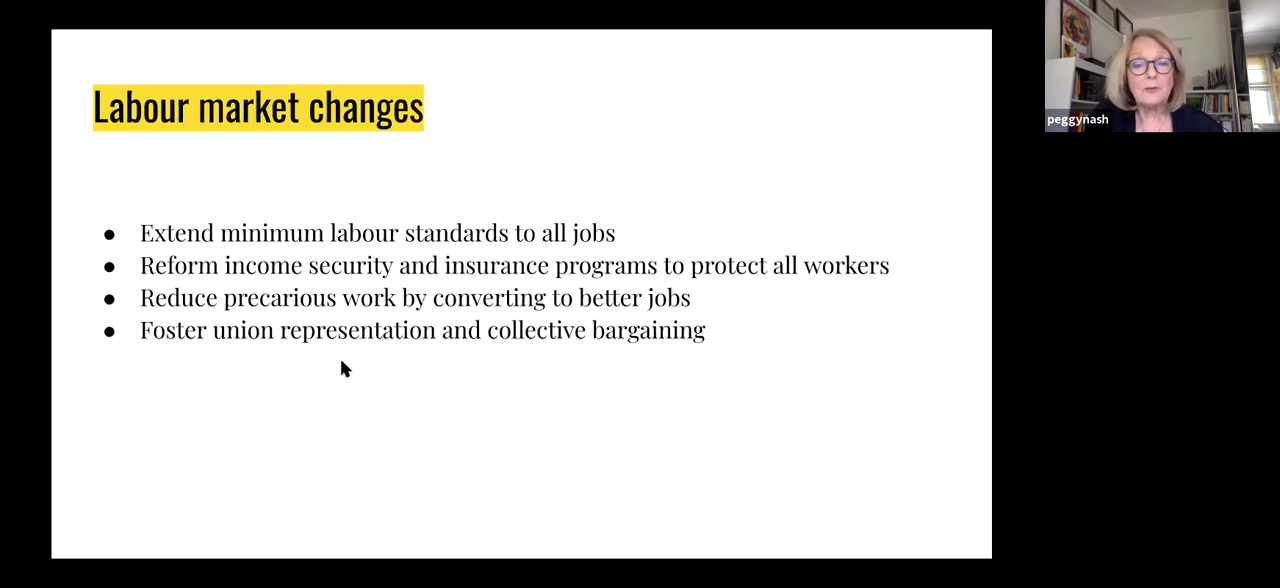 Labour market changes
● Extend minimum labour standards to all jobs
● Reform income security and insurance programs to protect all workers
● Reduce precarious work by converting to better jobs
● Foster union representation and collective bargaining
peggynash